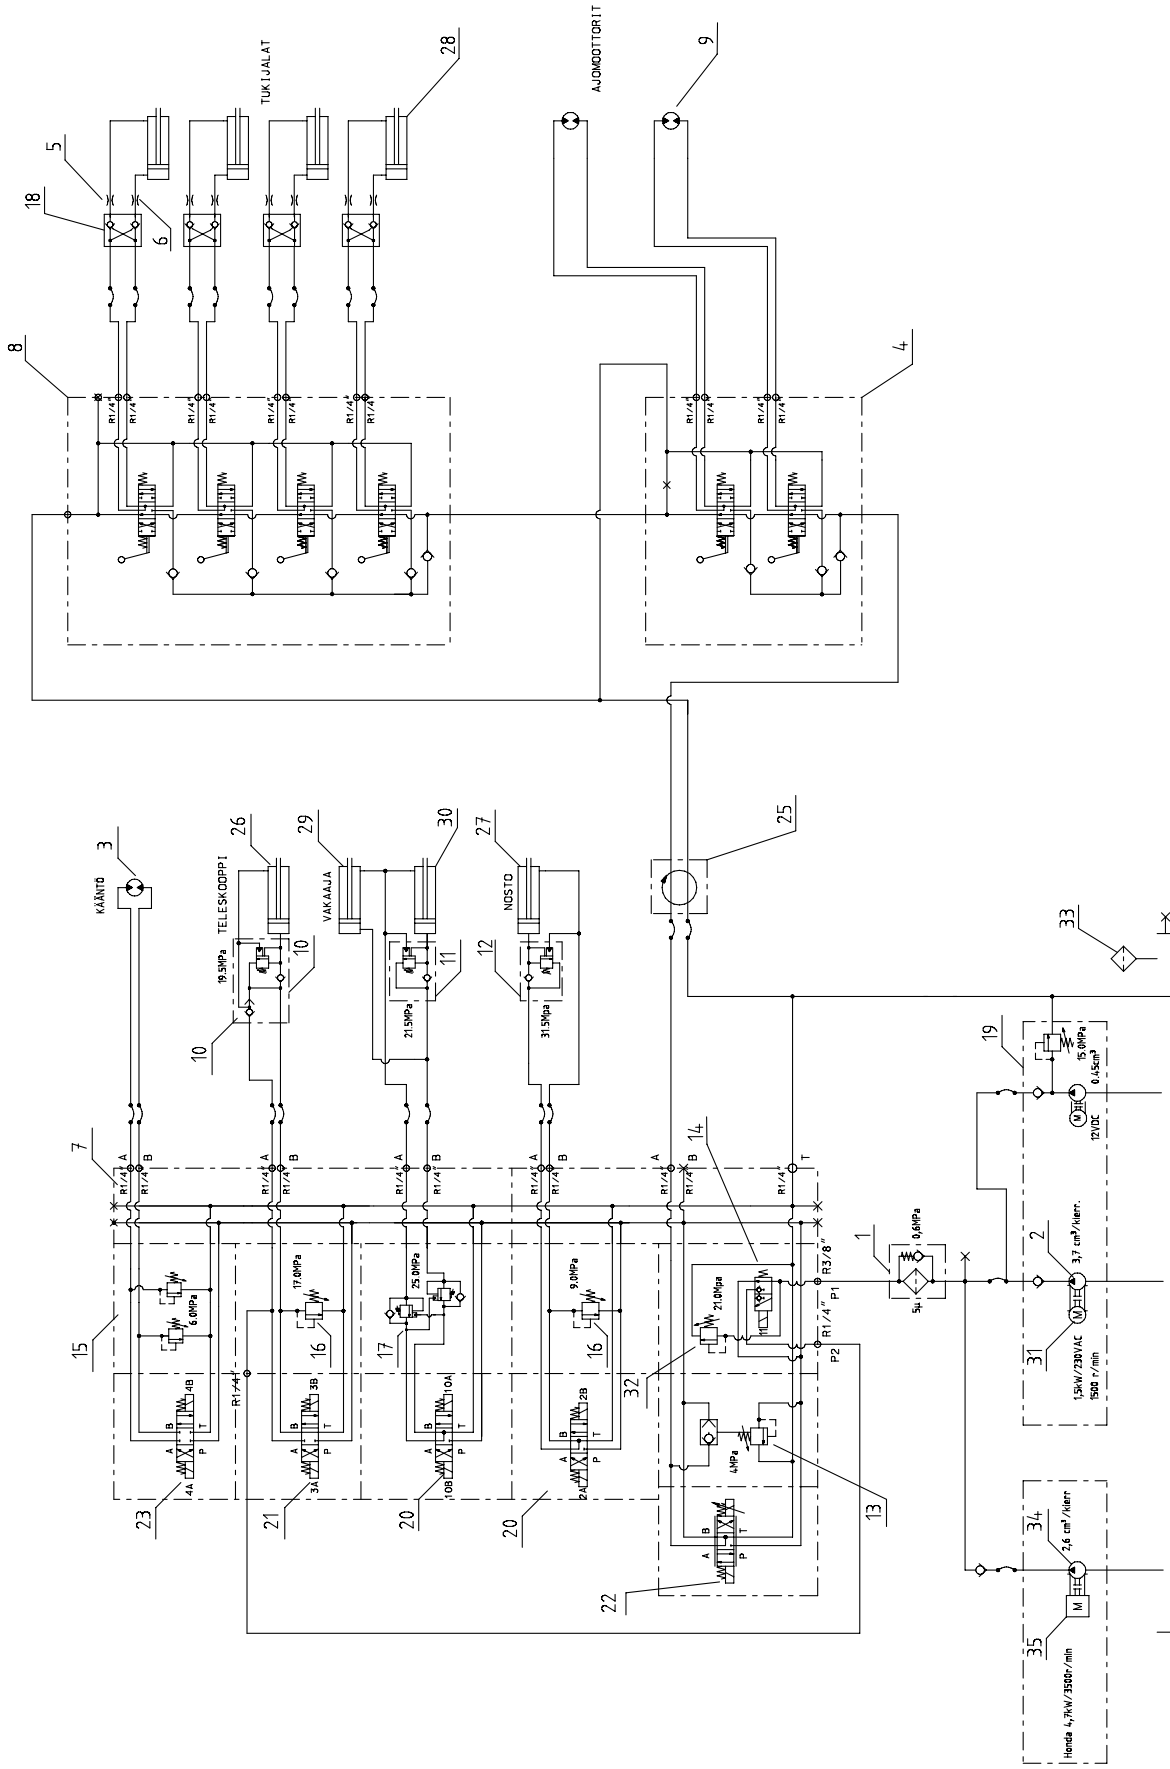 5
18
6
TUKIJALAT
28
AJOMOOTTORIT
9
8
4
R1/4"
R1/4"
R1/4"
R1/4"
R1/4"
R1/4"
R1/4"
R1/4"
R1/4"
R1/4"
R1/4"
R1/4"
KÄÄNTÖ
3
TELESKOOPPI
26
VAKAAJA
29
30
NOSTO
27
25
19.5MPa
10
10
21.5MPa
11
12
31.5Mpa
33
7
R1/4" A
R1/4" B
R1/4" A
R1/4" B
R1/4" A
R1/4" B
R1/4" A
R1/4" B
R1/4" A
R1/4" B
R1/4" T
14
15
6.0MPa
17.0MPa
16
25.0MPa
17
9.0MPa
16
21.0MPa
32
11
R1/4"
R3/8"
P1
R1/4"
P2
1
0,6MPa
5µ
19
15.0MPa
0.45cm³
M
12VDC
2
3,7 cm³/kierr.
M
31
1,5kW/230VAC
1500 r/min
4B
A B
P T
4A
23
3B
A B
P T
3A
21
10A
A B
P T
10B
20
2B
A B
P T
2A
20
4MPa
13
A B
P T
22
34
2,6 cm³/kierr
M
35
Honda 4,7kW/3500r/min